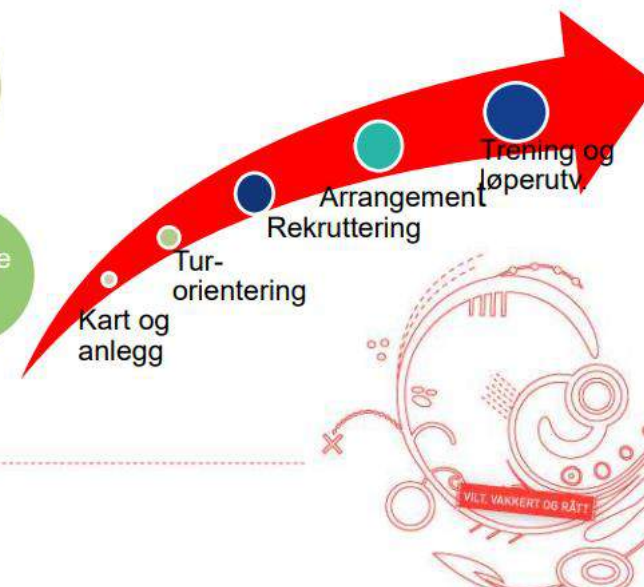 Trening og
løperutv.
Arrangement
Rekruttering
Tur-
orientering
Kart og
anlegg
e
VILT, VAKKERT OG RÅTT